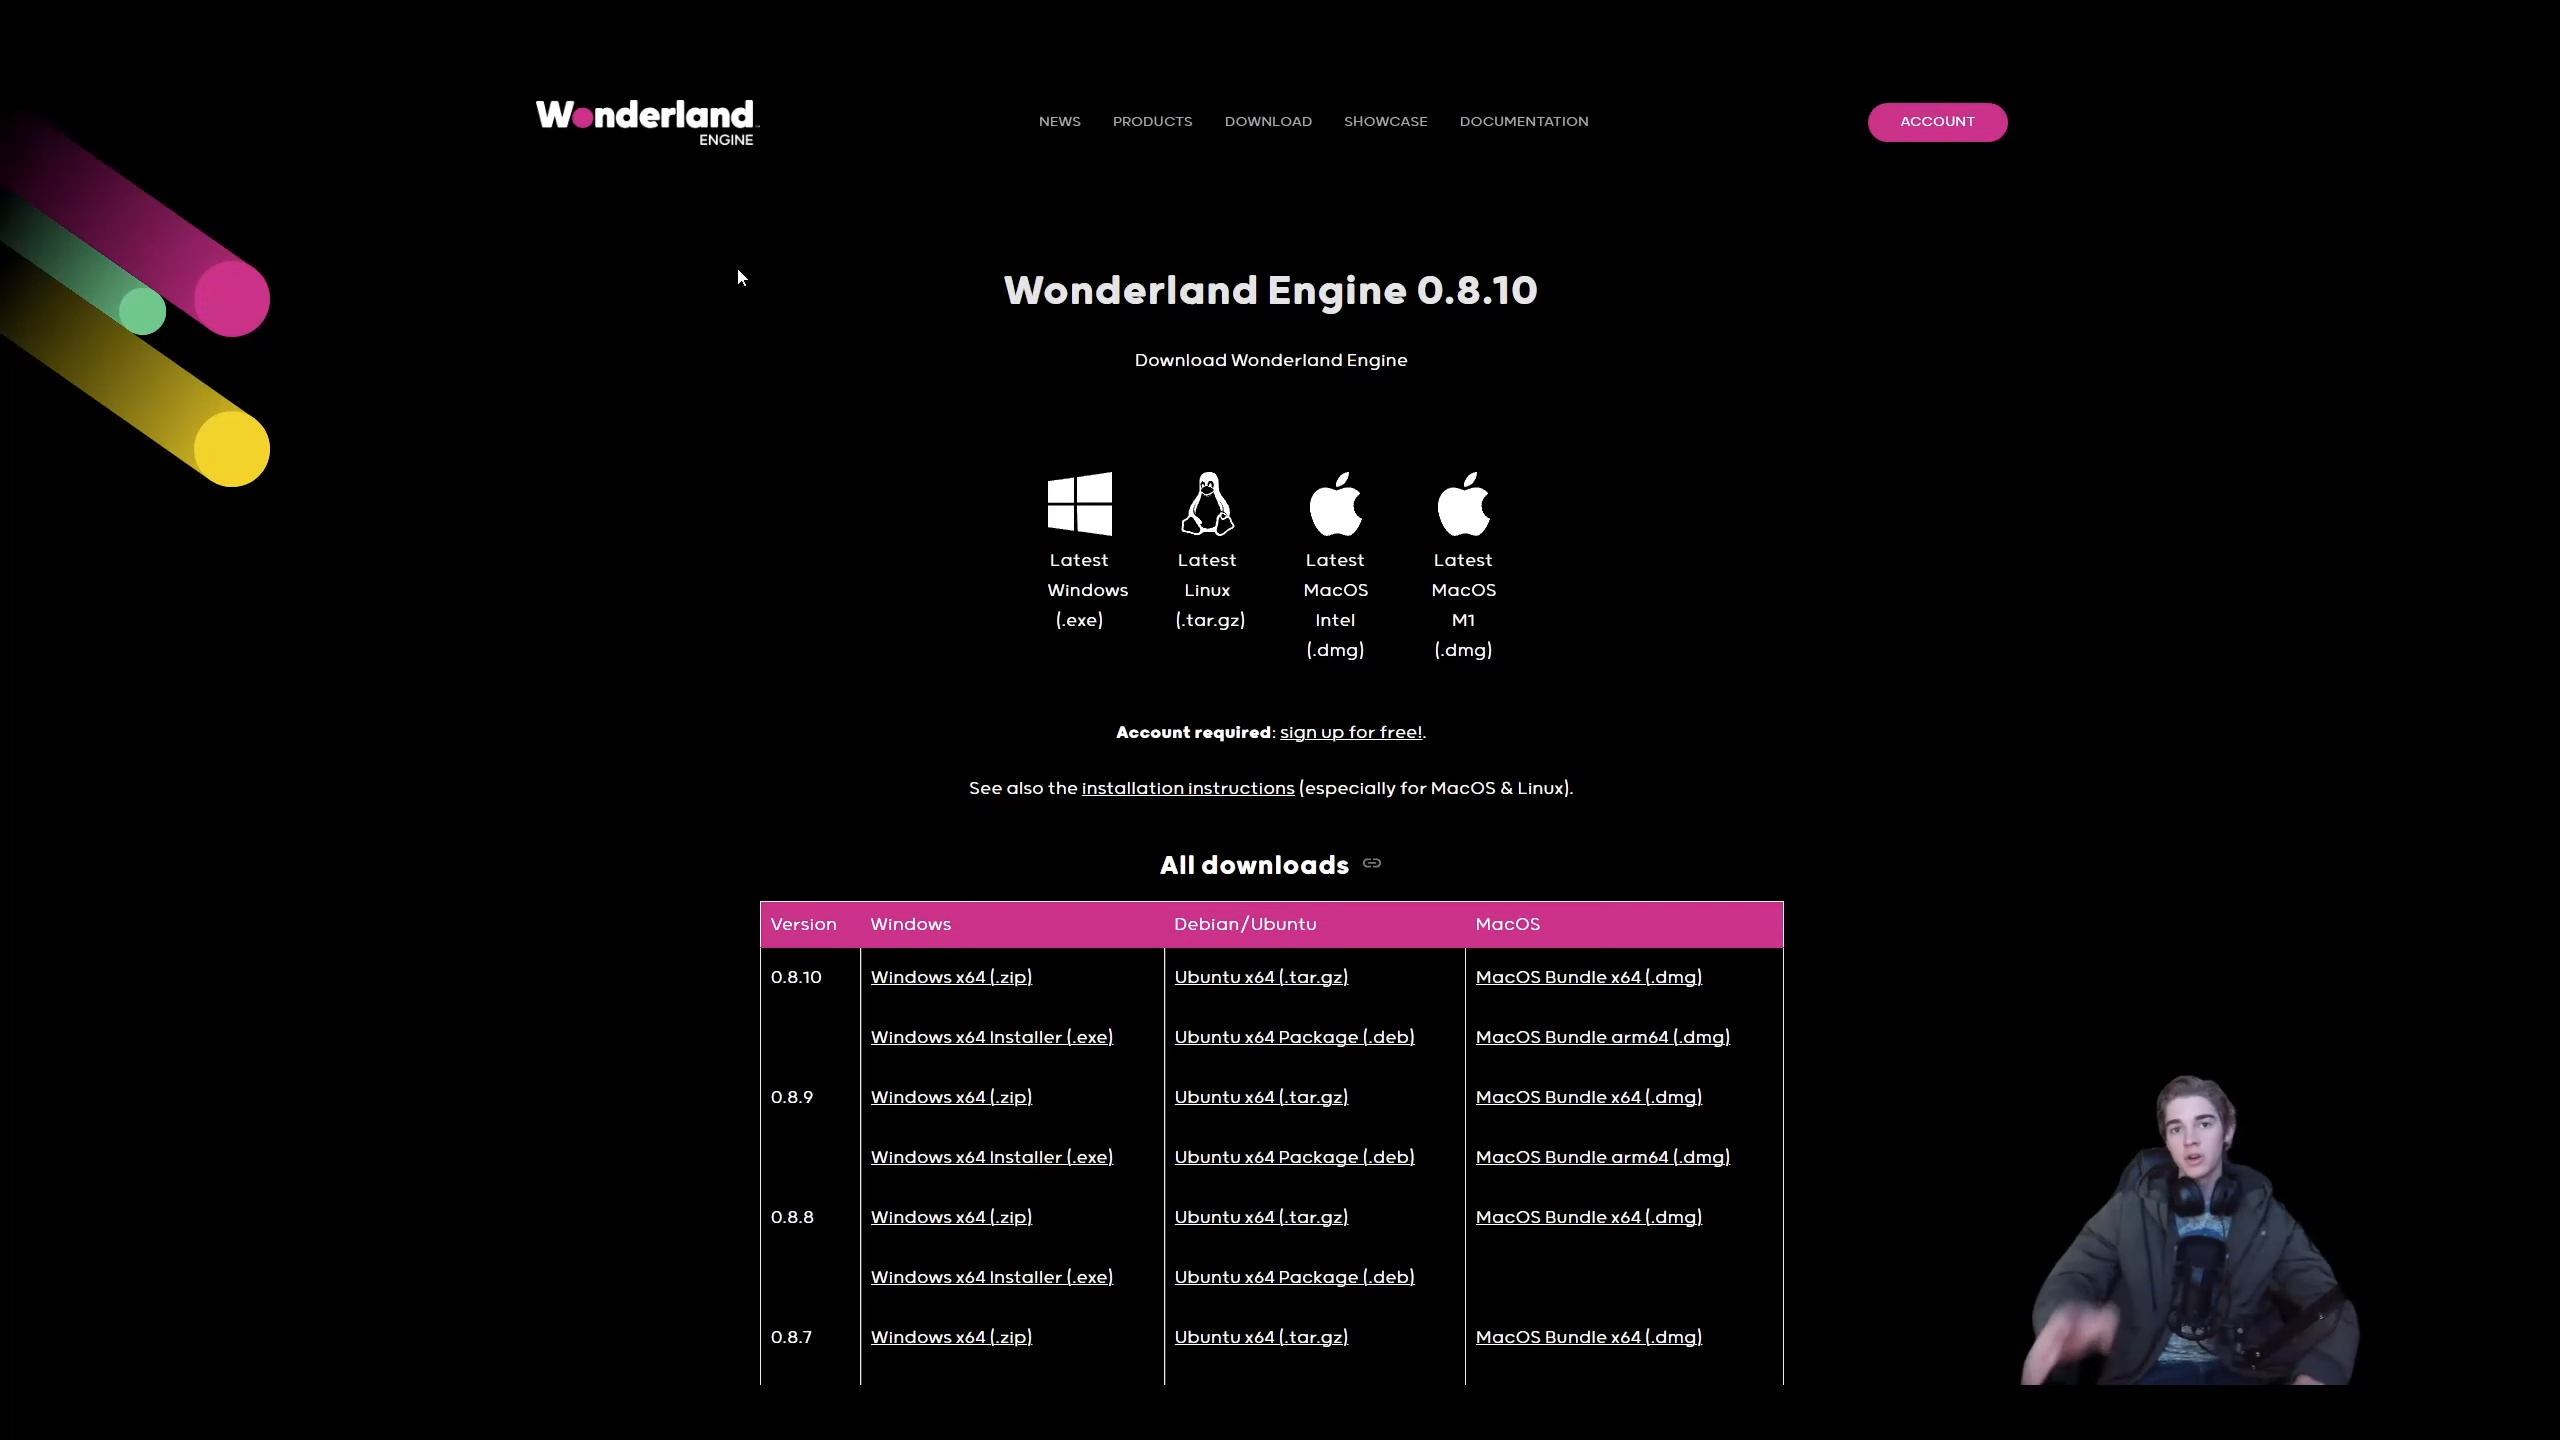 Wonderland
ENGINE
NEWS PRODUCTS DOWNLOAD SHOWCASE DOCUMENTATION
ACCOUNT
Wonderland Engine 0.8.10
Download Wonderland Engine
Latest Windows (.exe)
Latest Linux (.tar.gz)
Latest MacOS Intel (.dmg)
Latest MacOS M1 (.dmg)
Account required: sign up for free!.
See also the installation instructions (especially for MacOS & Linux).
All downloads
Version Windows Debian/Ubuntu MacOS
0.8.10 Windows x64 (.zip) Ubuntu x64 (.tar.gz) MacOS Bundle x64 (.dmg)
Windows x64 Installer (.exe) Ubuntu x64 Package (.deb) MacOS Bundle arm64 (.dmg)
0.8.9 Windows x64 (.zip) Ubuntu x64 (.tar.gz) MacOS Bundle x64 (.dmg)
Windows x64 Installer (.exe) Ubuntu x64 Package (.deb) MacOS Bundle arm64 (.dmg)
0.8.8 Windows x64 (.zip) Ubuntu x64 (.tar.gz) MacOS Bundle x64 (.dmg)
Windows x64 Installer (.exe) Ubuntu x64 Package (.deb)
0.8.7 Windows x64 (.zip) Ubuntu x64 (.tar.gz) MacOS Bundle x64 (.dmg)